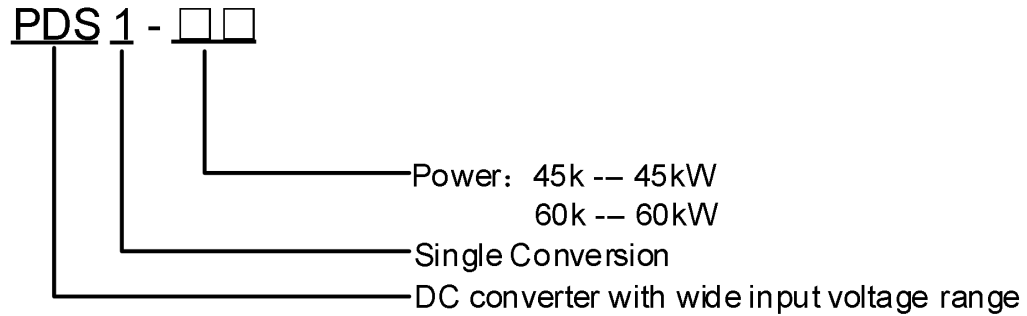 PDS 1 - □□
Power：45k --- 45kW
60k --- 60kW
Single Conversion
DC converter with wide input voltage range